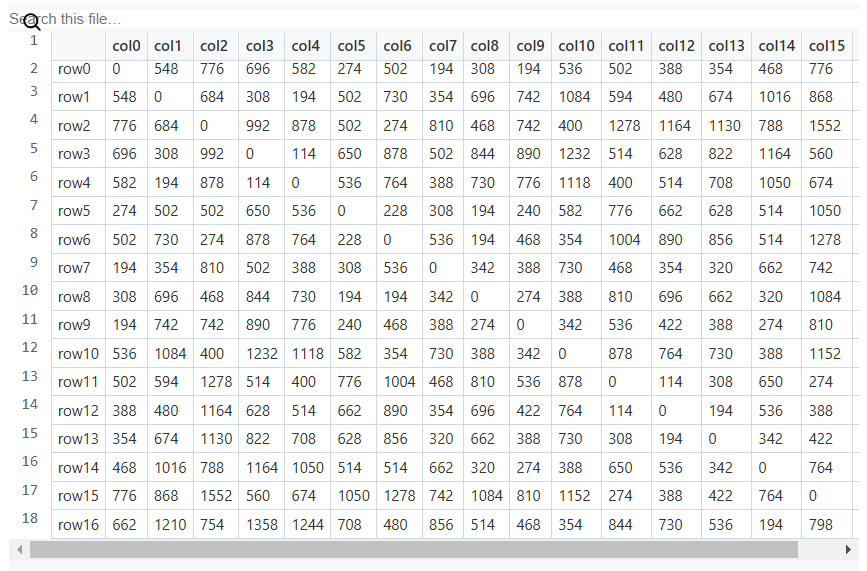 Search this file…
1 col0 col1 col2 col3 col4 col5 col6 col7 col8 col9 col10 col11 col12 col13 col14 col15
2 row0 0 548 776 696 582 274 502 194 308 194 536 502 388 354 468 776
3 row1 548 0 684 308 194 502 730 354 696 742 1084 594 480 674 1016 868
4 row2 776 684 0 992 878 502 274 810 468 742 400 1278 1164 1130 788 1552
5 row3 696 308 992 0 114 650 878 502 844 890 1232 514 628 822 1164 560
6 row4 582 194 878 114 0 536 764 388 730 776 1118 400 514 708 1050 674
7 row5 274 502 502 650 536 0 228 308 194 240 582 776 662 628 514 1050
8 row6 502 730 274 878 764 228 0 536 194 468 354 1004 890 856 514 1278
9 row7 194 354 810 502 388 308 536 0 342 388 730 468 354 320 662 742
10 row8 308 696 468 844 730 194 194 342 0 274 388 810 696 662 320 1084
11 row9 194 742 742 890 776 240 468 388 274 0 342 536 422 388 274 810
12 row10 536 1084 400 1232 1118 582 354 730 388 342 0 878 764 730 388 1152
13 row11 502 594 1278 514 400 776 1004 468 810 536 878 0 114 308 650 274
14 row12 388 480 1164 628 514 662 890 354 696 422 764 114 0 194 536 388
15 row13 354 674 1130 822 708 628 856 320 662 388 730 308 194 0 342 422
16 row14 468 1016 788 1164 1050 514 514 662 320 274 388 650 536 342 0 764
17 row15 776 868 1552 560 674 1050 1278 742 1084 810 1152 274 388 422 764 0
18 row16 662 1210 754 1358 1244 708 480 856 514 468 354 844 730 536 194 798